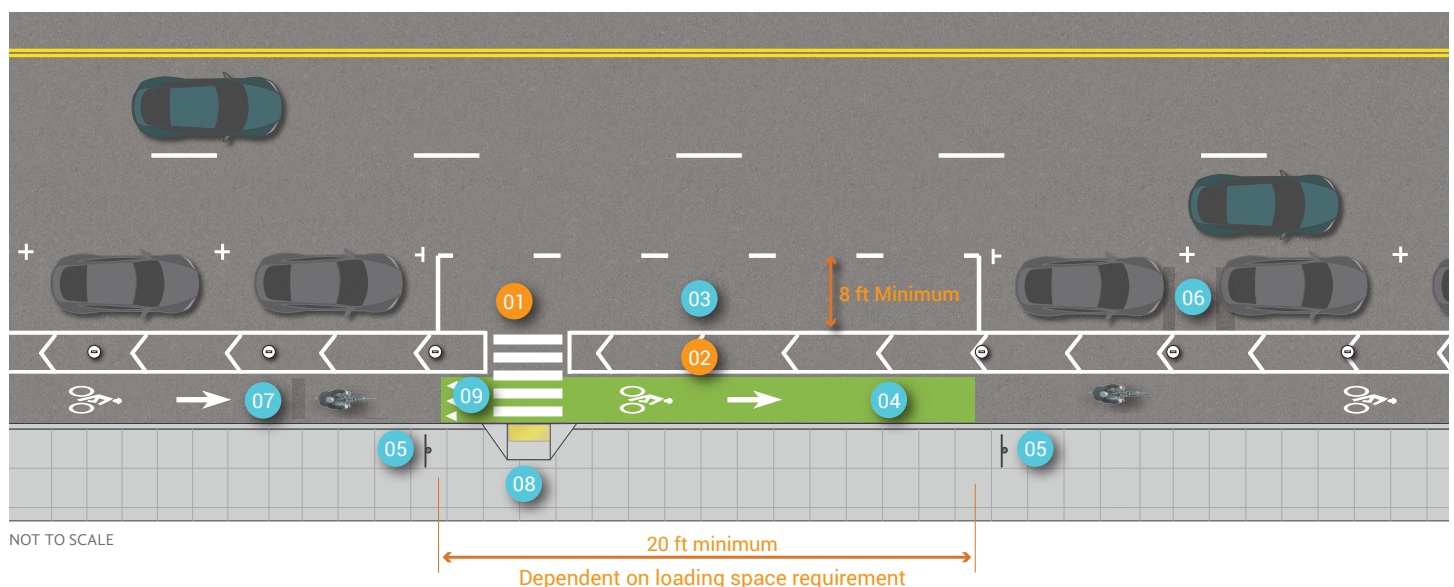 01
03
8 ft Minimum
06
02
07
09
04
05
05
08
NOT TO SCALE
20 ft minimum
Dependent on loading space requirement